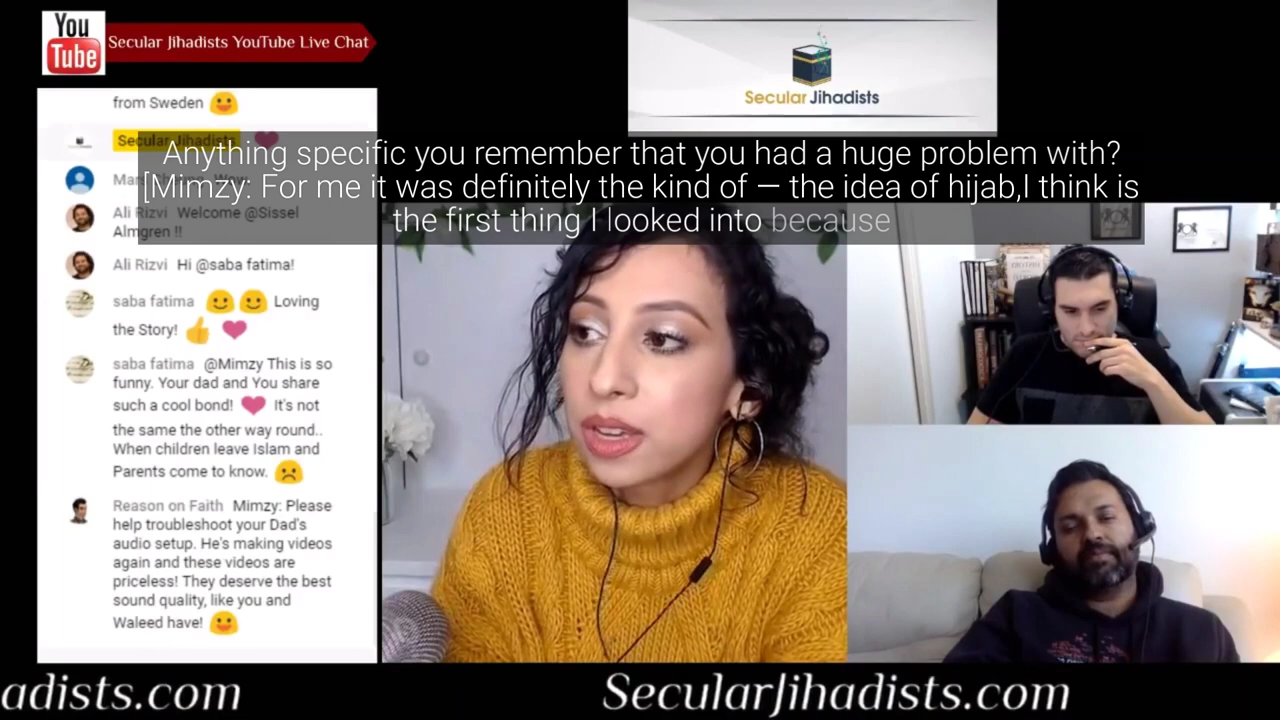 You
Tube
Secular Jihadists YouTube Live Chat
Secular Jihadists
from Sweden
Secular Jihadists
Anything specific you remember that you had a huge problem with?
[Mimzy: For me it was definitely the kind of — the idea of hijab,I think is
the first thing I looked into because
Ali Rizvi Welcome @Sissel
Almgren !!
Ali Rizvi Hi @saba fatima!
saba fatima Loving
the Story!
saba fatima @Mimzy This is so
funny. Your dad and You share
such a cool bond! It's not
the same the other way round..
When children leave Islam and
Parents come to know.
Reason on Faith Mimzy: Please
help troubleshoot your Dad's
audio setup. He's making videos
again and these videos are
priceless! They deserve the best
sound quality, like you and
Waleed have!
adists.com
SecularJihadists.com